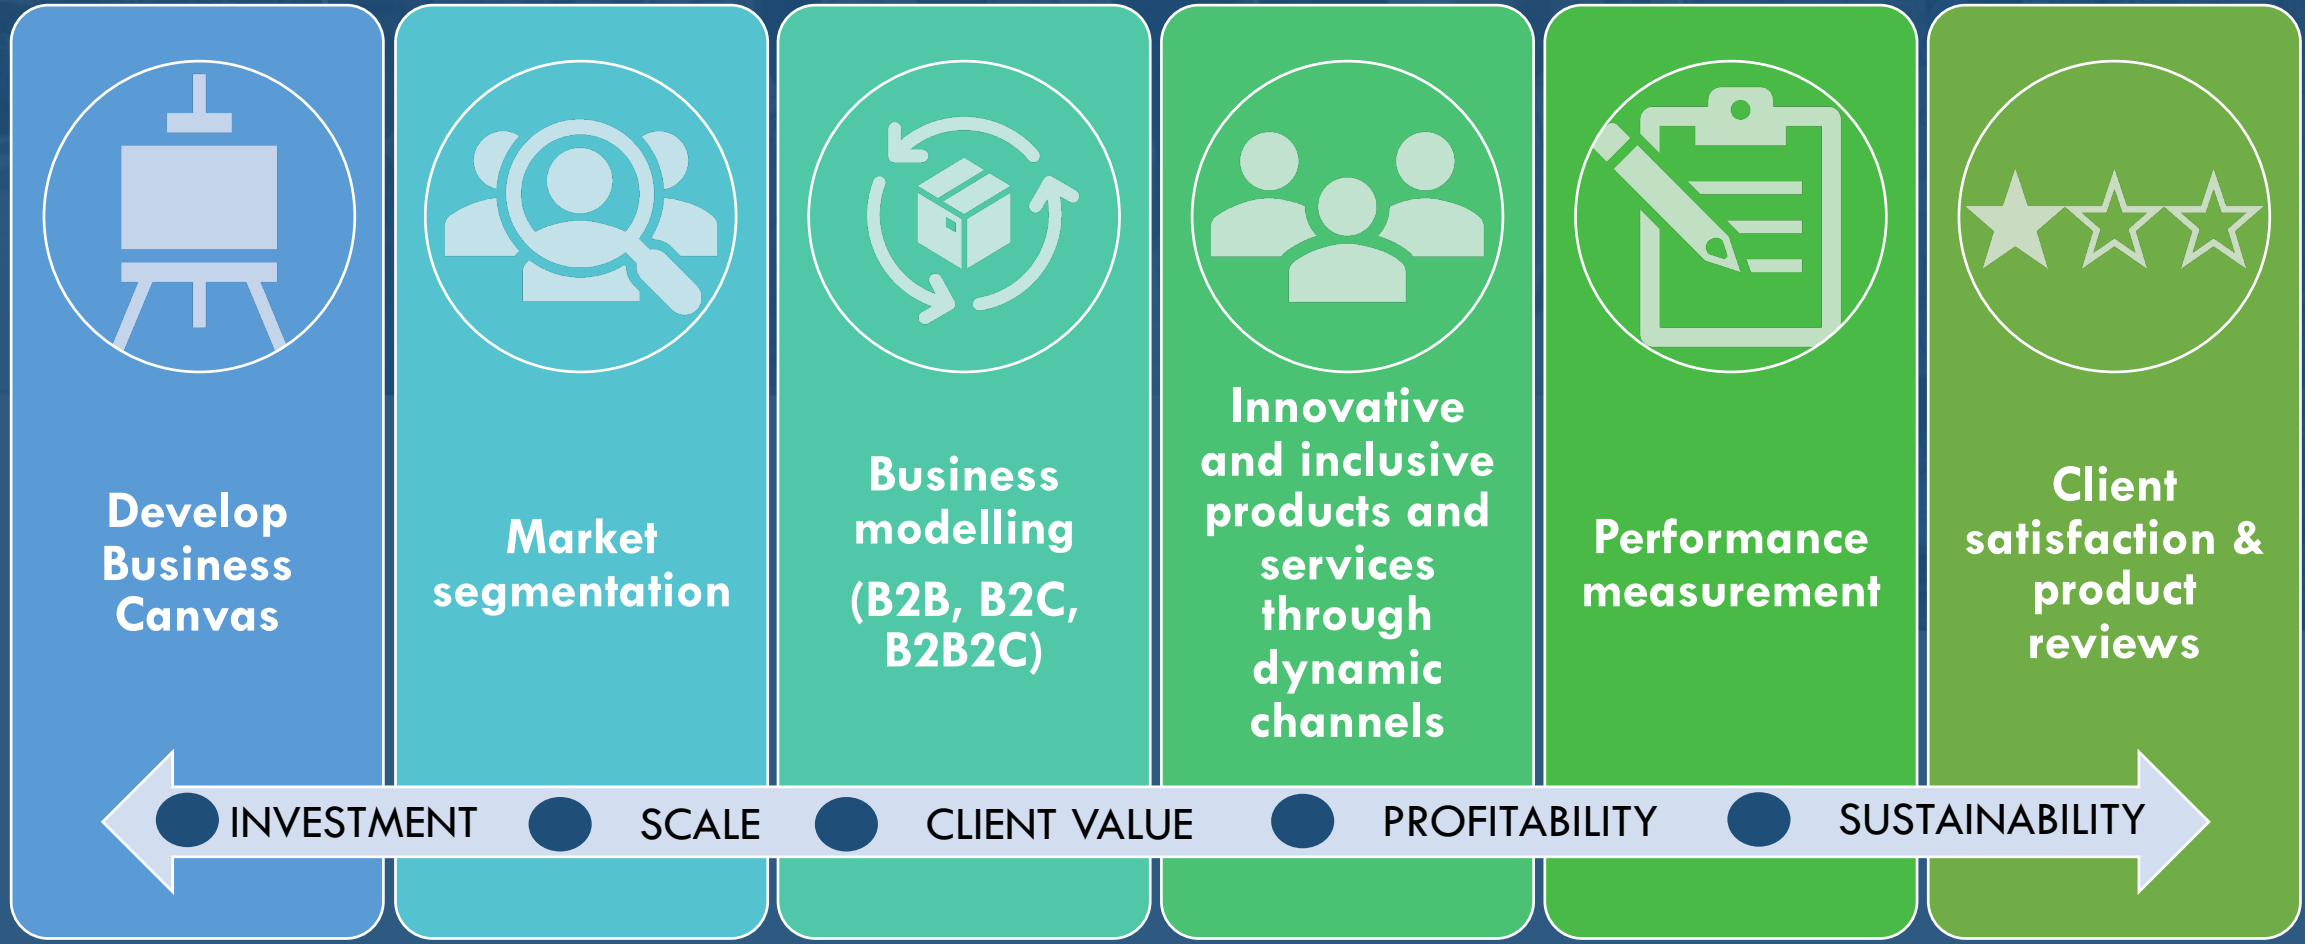 Develop
Business
Canvas
Market
segmentation
Business
modelling
(B2B, B2C,
B2B2C)
Innovative
and inclusive
products and
services
through
dynamic
channels
Performance
measurement
Client
satisfaction &
product
reviews
INVESTMENT
SCALE
CLIENT VALUE
PROFITABILITY
SUSTAINABILITY